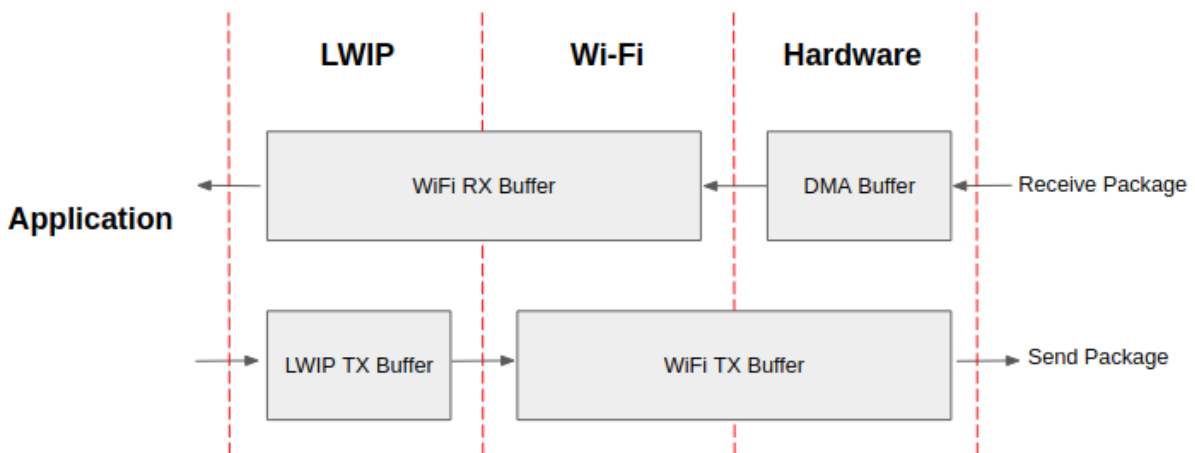 LWIP
Wi-Fi
Hardware
WiFi RX Buffer
DMA Buffer
Receive Package
Application
LWIP TX Buffer
WiFi TX Buffer
Send Package